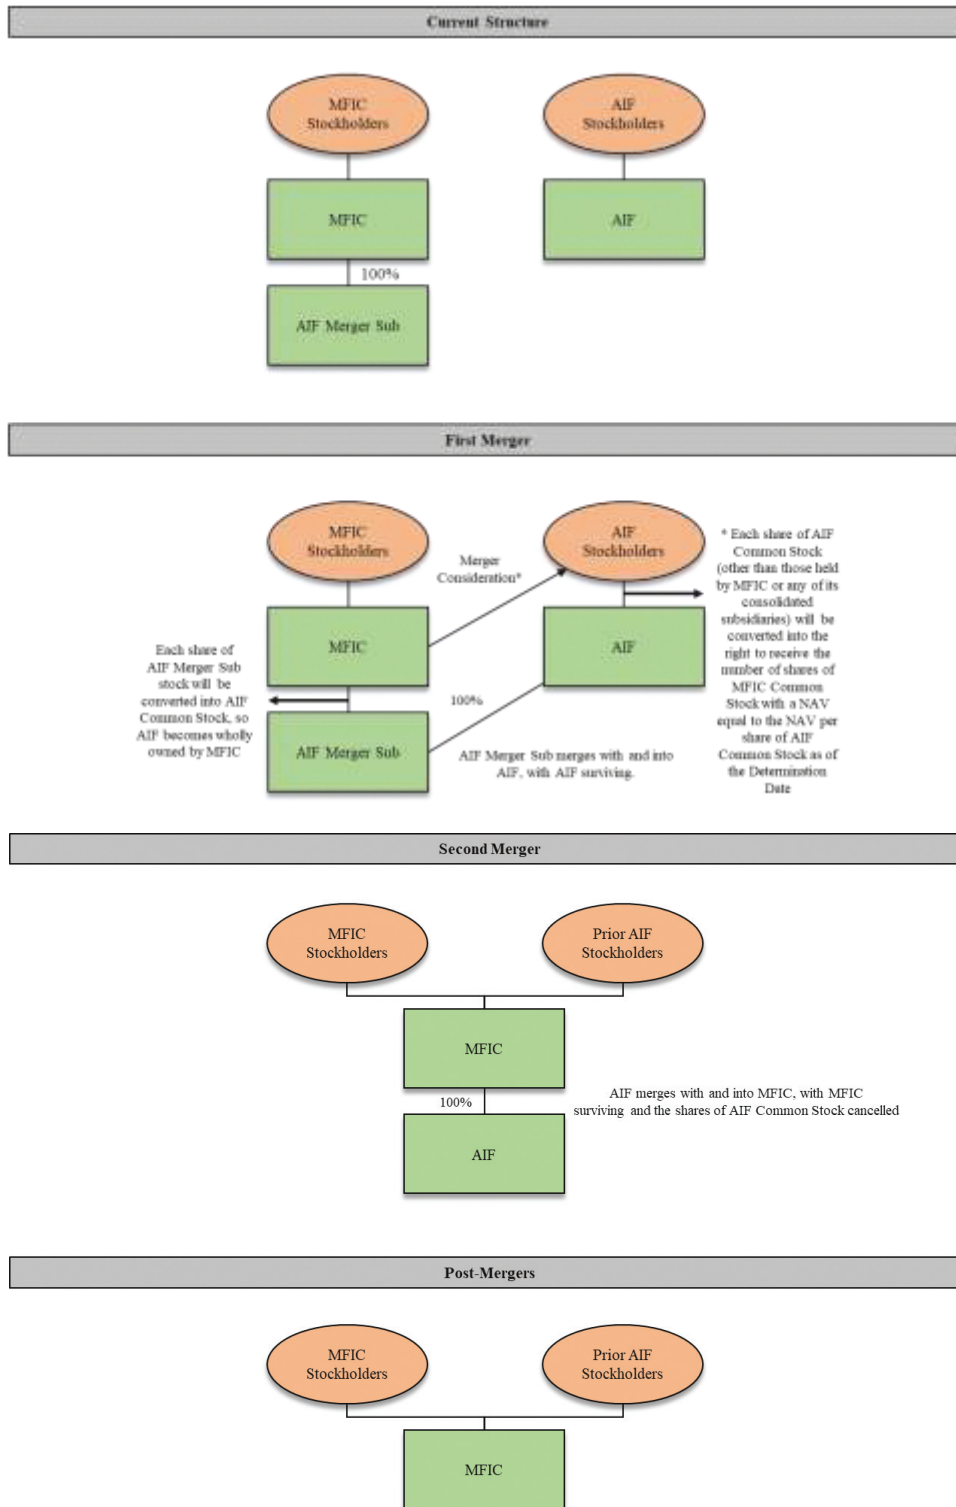 Current Structure
MFIC
Stockholders
AIF
Stockholders
MFIC
AIF
100%
AIF Merger Sub
First Merger
MFIC
Stockholders
AIF
Stockholders
Merger
Consideration*
* Each share of AIF
Common Stock
(other than those held
by MFIC or any of its
consolidated
subsidiaries) will be
converted into the
right to receive the
number of shares of
MFIC Common
Stock with a NAV
equal to the NAV per
share of AIF
Common Stock as of
the Determination
Date
MFIC
AIF
Each share of
AIF Merger Sub
stock will be
converted into AIF
Common Stock, so
AIF becomes wholly
owned by MFIC
100%
AIF Merger Sub
AIF Merger Sub merges with and into
AIF, with AIF surviving.
Second Merger
MFIC
Stockholders
Prior AIF
Stockholders
MFIC
100%
AIF merges with and into MFIC, with MFIC
surviving and the shares of AIF Common Stock cancelled
AIF
Post-Mergers
MFIC
Stockholders
Prior AIF
Stockholders
MFIC